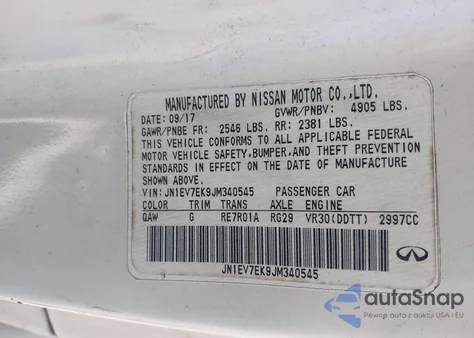 MANUFACTURED BY NISSAN MOTOR CO.,LTD.
DATE: 09/17 GVWR/PNBV: 4905 LBS.
GAWR/PNBE FR: 2546 LBS. RR: 2381 LBS.
THIS VEHICLE CONFORMS TO ALL APPLICABLE FEDERAL
MOTOR VEHICLE SAFETY,BUMPER,AND THEFT PREVENTION
STANDARDS IN EFFECT ON THE DATE OF MANUFACTURE
SHOWN ABOVE.
VIN:JN1EV7EK9JM340545 PASSENGER CAR
COLOR TRIM TRANS AXLE ENGINE
QAW G RE7R01A RG29 VR30(DDTT) 2997CC
JN1EV7EK9JM340545
autoSnap
Pewne auta z aukcji USA i EU